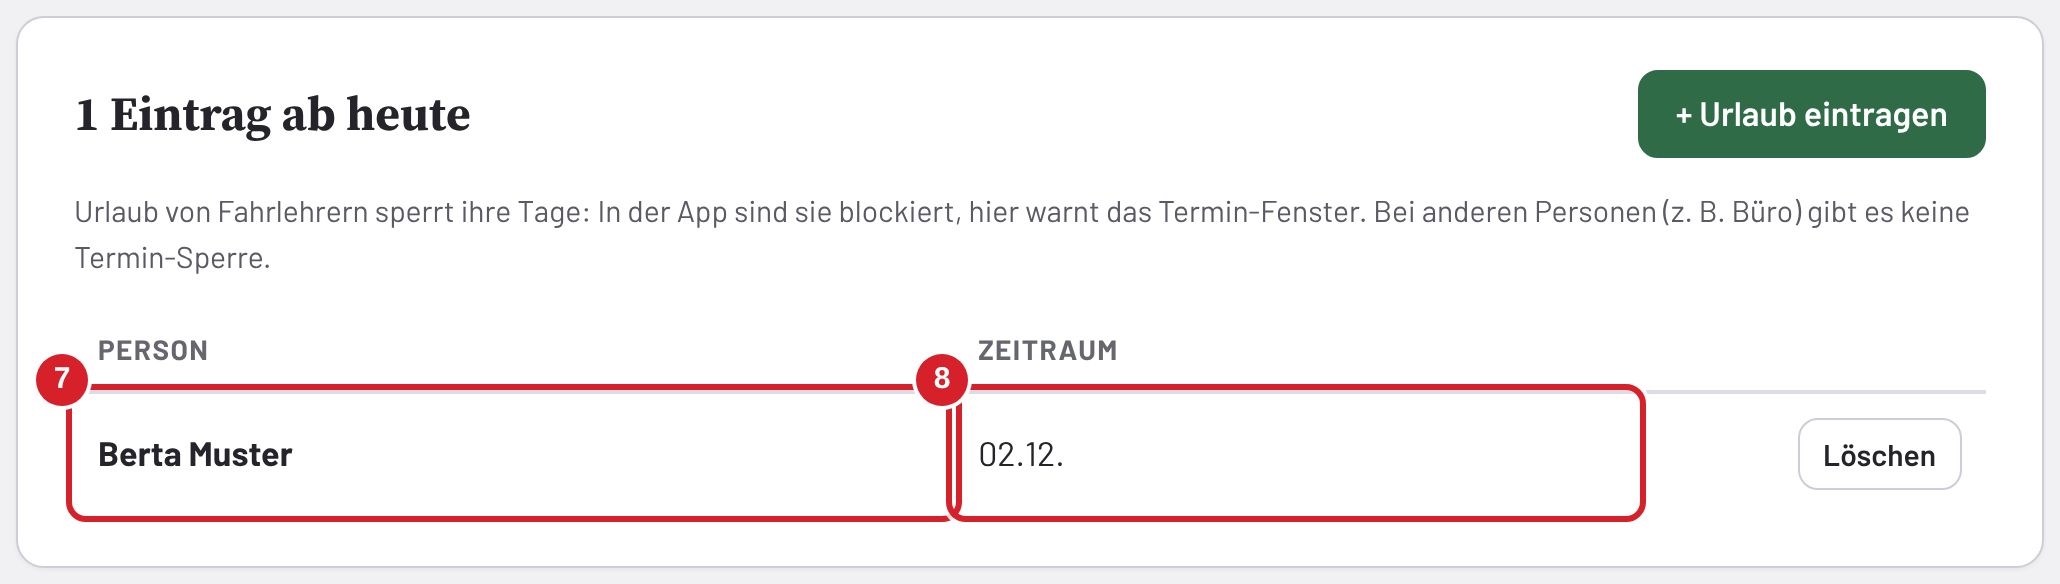 1 Eintrag ab heute
+ Urlaub eintragen
Urlaub von Fahrlehrern sperrt ihre Tage: In der App sind sie blockiert, hier warnt das Termin-Fenster. Bei anderen Personen (z. B. Büro) gibt es keine
Termin-Sperre.
PERSON
ZEITRAUM
7
8
Berta Muster
02.12.
Löschen